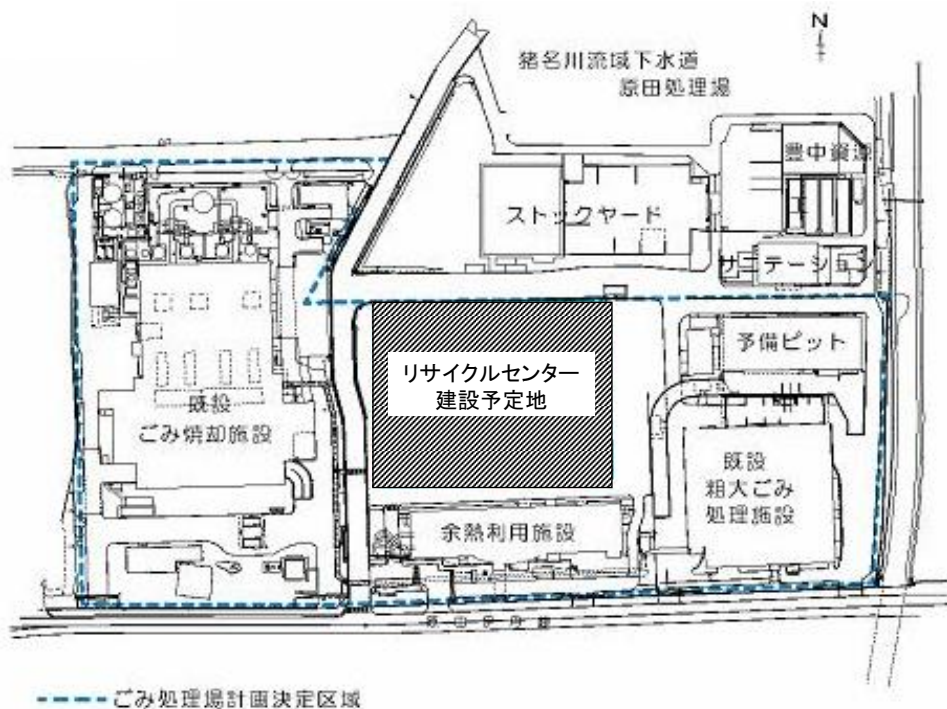 N
猪名川流域下水道
原田処理場
豊中資源
ストックヤード
リサイクルセンター
建設予定地
予備ピット
既設
ごみ焼却施設
既設
粗大ごみ
処理施設
余熱利用施設
ごみ処理場計画決定区域